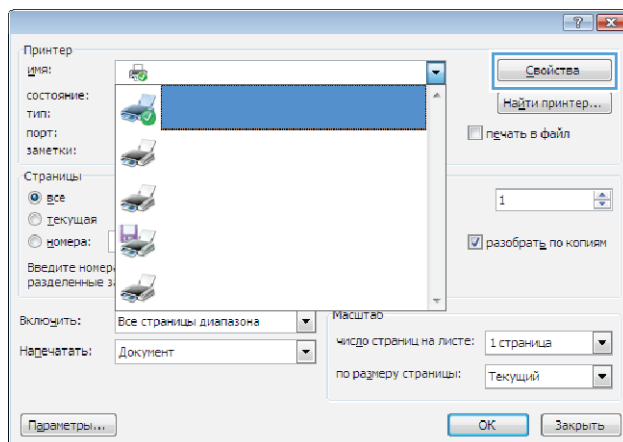 Принтер
имя:
Свойства
состояние:
Найти принтер...
тип:
порт:
печать в файл
заметки:
Страницы
все
1
текущая
номера:
разобрать по копиям
Введите номер
разделенные з
Масштаб
Включить:
Все страницы диапазона
число страниц на листе:
1 страница
Напечатать:
Документ
по размеру страницы:
Текущий
Параметры...
ОК
Закрыть